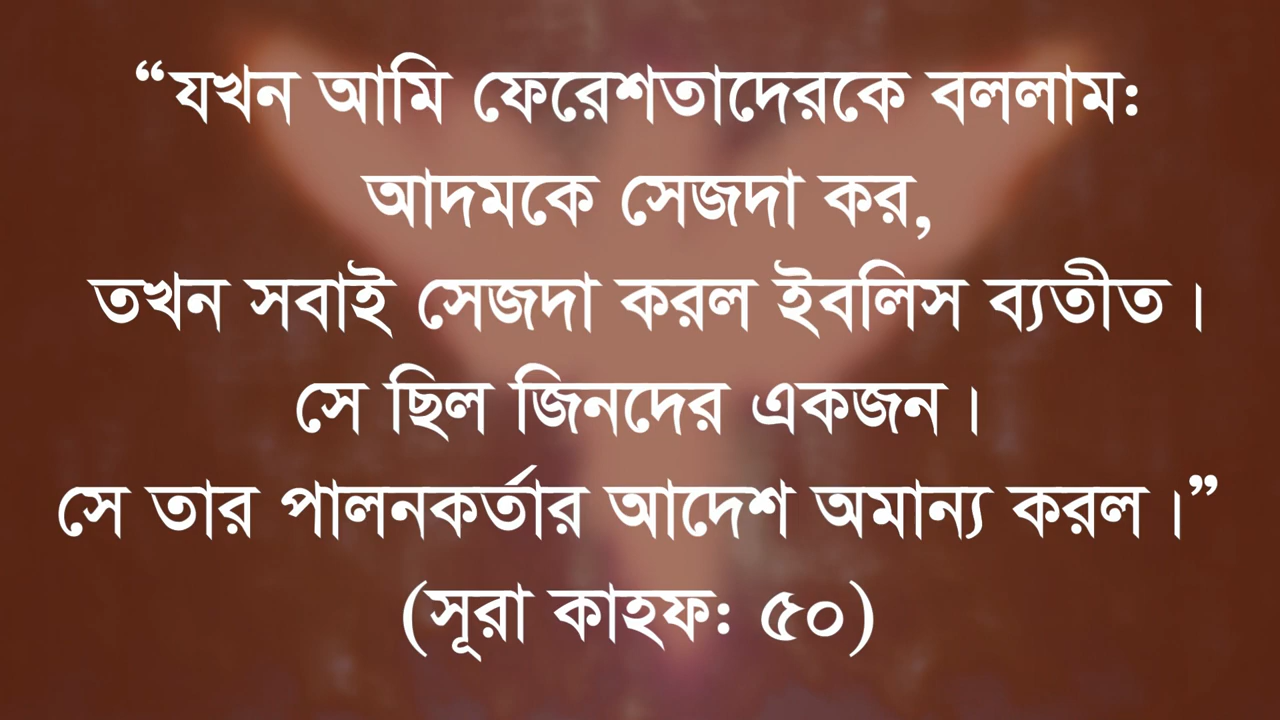 “যখন আমি ফেরেশতাদেরকে বললাম:
আদমকে সেজদা কর,
তখন সবাই সেজদা করল ইবলিস ব্যতীত।
সে ছিল জিনদের একজন।
সে তার পালনকর্তার আদেশ অমান্য করল।”
(সূরা কাহফ: ৫০)